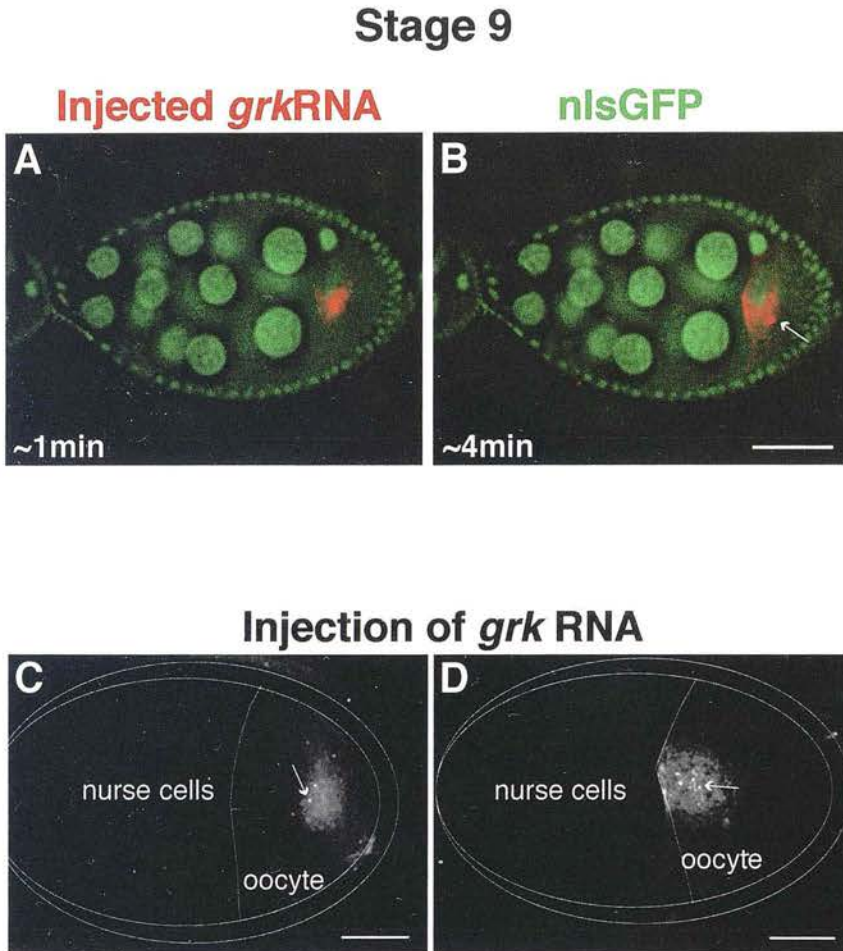 Stage 9
Injected grkRNA
nlsGFP
A
B
~1min
~4min
Injection of grk RNA
C
D
nurse cells
oocyte
nurse cells
oocyte